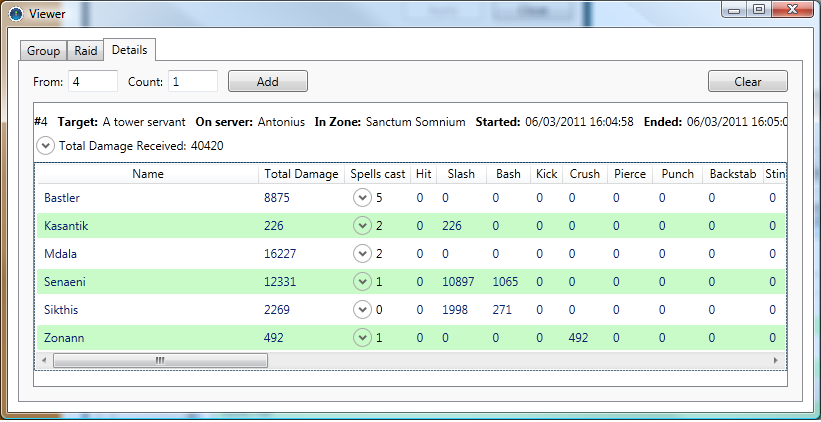 Viewer
Group Raid Details
From: 4 Count: 1 Add Clear
#4 Target: A tower servant On server: Antonius In Zone: Sanctum Somnium Started: 06/03/2011 16:04:58 Ended: 06/03/2011 16:05:0
Total Damage Received: 40420
Name Total Damage Spells cast Hit Slash Bash Kick Crush Pierce Punch Backstab Stin
Bastler 8875 5 0 0 0 0 0 0 0 0 0
Kasantik 226 2 0 226 0 0 0 0 0 0 0
Mdala 16227 2 0 0 0 0 0 0 0 0 0
Senaeni 12331 1 0 10897 1065 0 0 0 0 0 0
Sikthis 2269 0 0 1998 271 0 0 0 0 0 0
Zonann 492 1 0 0 0 0 492 0 0 0 0